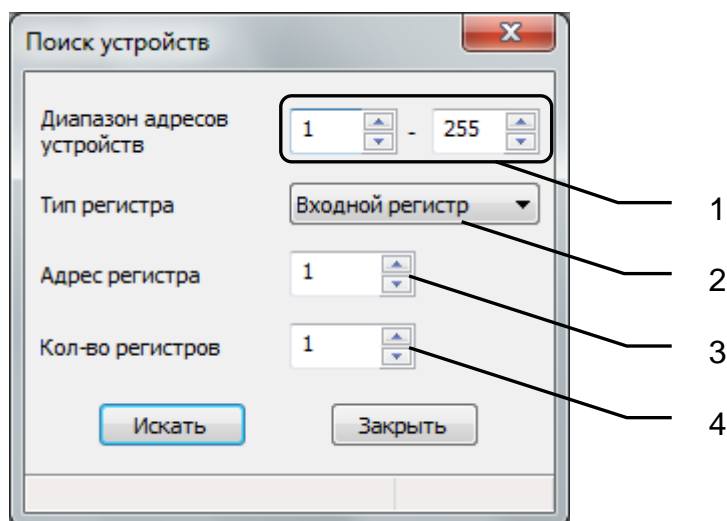 Поиск устройств
Диапазон адресов
устройств
1 - 255
1
Тип регистра
Входной регистр
2
Адрес регистра
1
3
Кол-во регистров
1
4
Искать
Закрыть